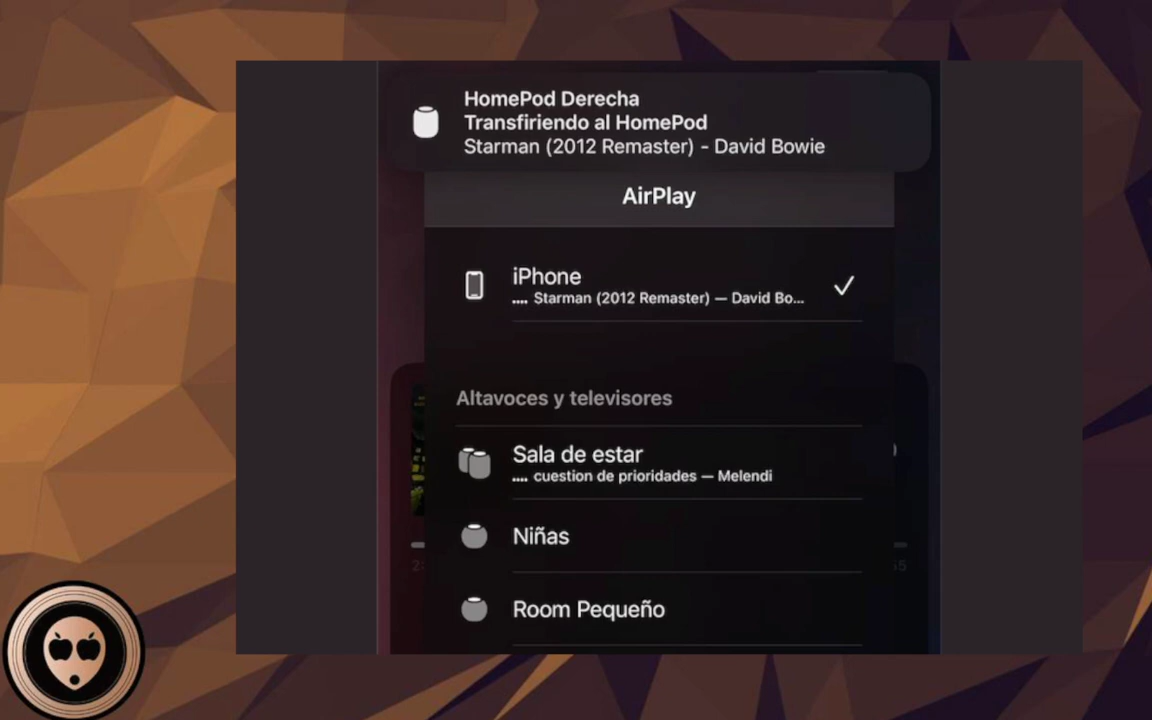 HomePod Derecha
Transfiriendo al HomePod
Starman (2012 Remaster) - David Bowie
AirPlay
iPhone
.... Starman (2012 Remaster) — David Bo...
Altavoces y televisores
Sala de estar
.... cuestion de prioridades — Melendi
Niñas
Room Pequeño